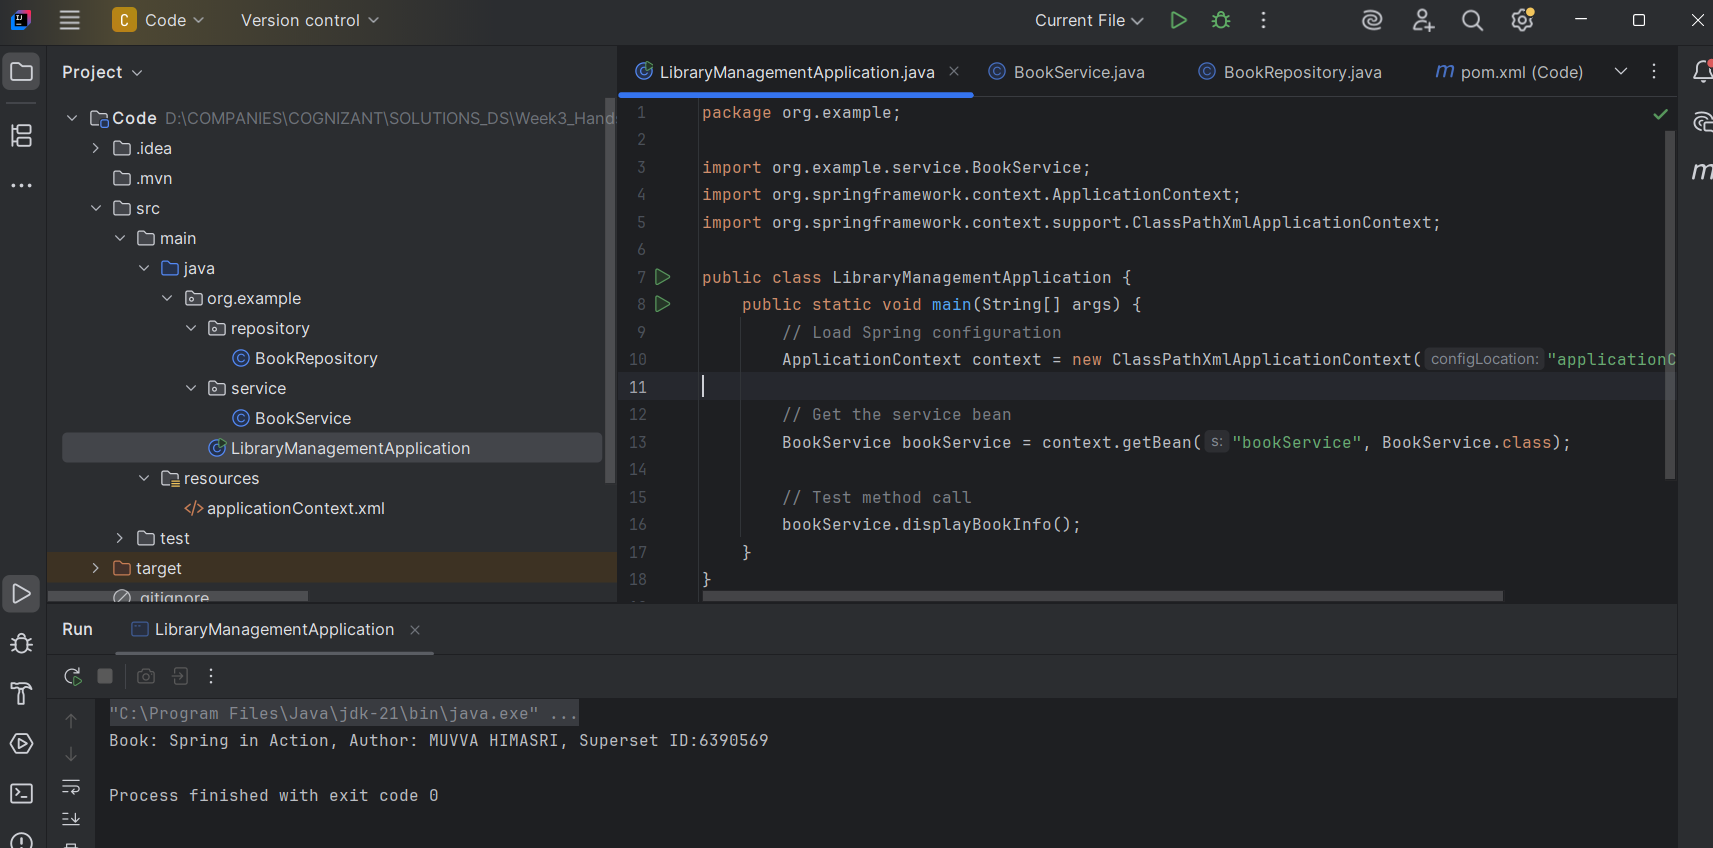 C Code Version control Current File
Project
LibraryManagementApplication.java BookService.java BookRepository.java m pom.xml (Code)
Code D:\COMPANIES\COGNIZANT\SOLUTIONS_DS\Week3_Hand
.idea
.mvn
src
main
java
org.example
repository
BookRepository
service
BookService
LibraryManagementApplication
resources
applicationContext.xml
test
target
.gitignore
1 package org.example;
2
3 import org.example.service.BookService;
4 import org.springframework.context.ApplicationContext;
5 import org.springframework.context.support.ClassPathXmlApplicationContext;
6
7 public class LibraryManagementApplication {
8 public static void main(String[] args) {
9 // Load Spring configuration
10 ApplicationContext context = new ClassPathXmlApplicationContext( configLocation: "applicationC
11
12 // Get the service bean
13 BookService bookService = context.getBean( s: "bookService", BookService.class);
14
15 // Test method call
16 bookService.displayBookInfo();
17 }
18 }
Run LibraryManagementApplication
"C:\Program Files\Java\jdk-21\bin\java.exe" ...
Book: Spring in Action, Author: MUVVA HIMASRI, Superset ID:6390569
Process finished with exit code 0